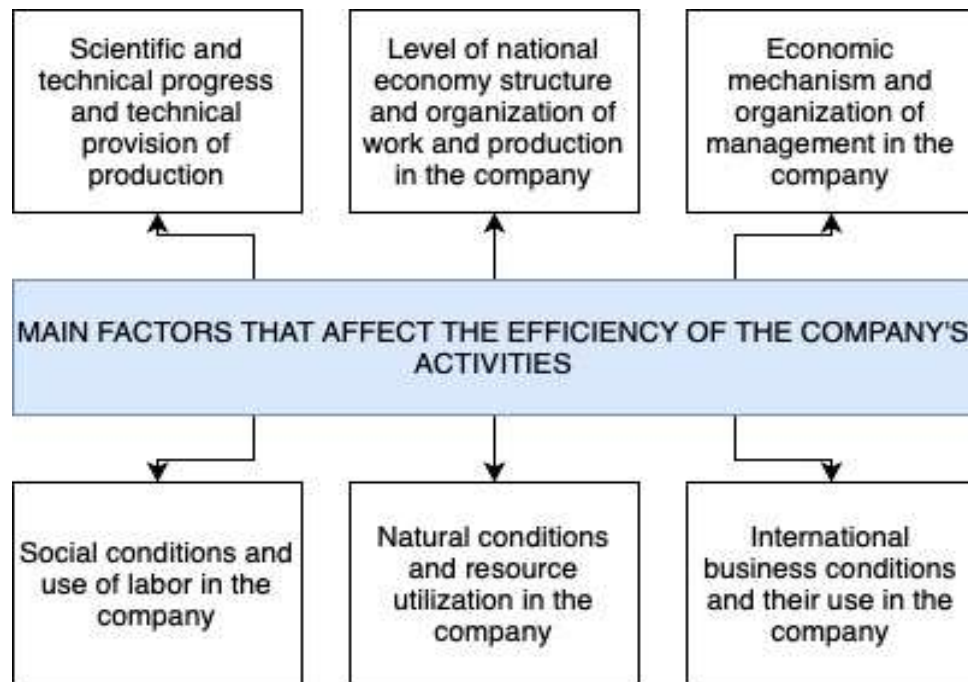 Scientific and
technical progress
and technical
provision of
production
Level of national
economy structure
and organization of
work and production
in the company
Economic
mechanism and
organization of
management in the
company
MAIN FACTORS THAT AFFECT THE EFFICIENCY OF THE COMPANY'S
ACTIVITIES
Social conditions and
use of labor in the
company
Natural conditions
and resource
utilization in the
company
International
business conditions
and their use in the
company